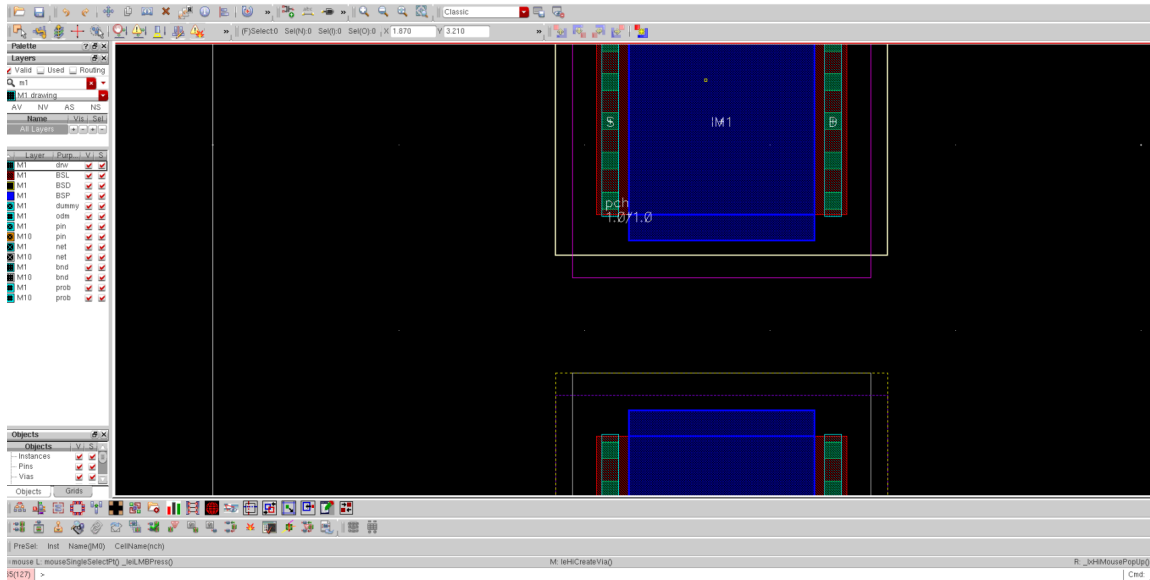 Classic
(F)Select:0 Sel(N):0 Sel(I):0 Sel(O):0 X 1.870 Y 3.210
Palette
Layers
Valid Used Routing
m1
M1 drawing
AV NV AS NS
Name Vis Sel
All Layers
Layer Purp V S
M1 drw
M1 BSL
M1 BSD
M1 BSP
M1 dummy
M1 odm
M1 pin
M10 pin
M1 net
M10 net
M1 bnd
M10 bnd
M1 prob
M10 prob
S IM1 D
pch
1.0/1.0
Objects
Objects V S
Instances
Pins
Vias
Objects Grids
PreSel: Inst Name(IM0) CellName(nch)
mouse L: mouseSingleSelectPt() _leiLMBPress() M: leHiCreateVia() R: _lxHiMousePopUp()
35(127) > Cmd: